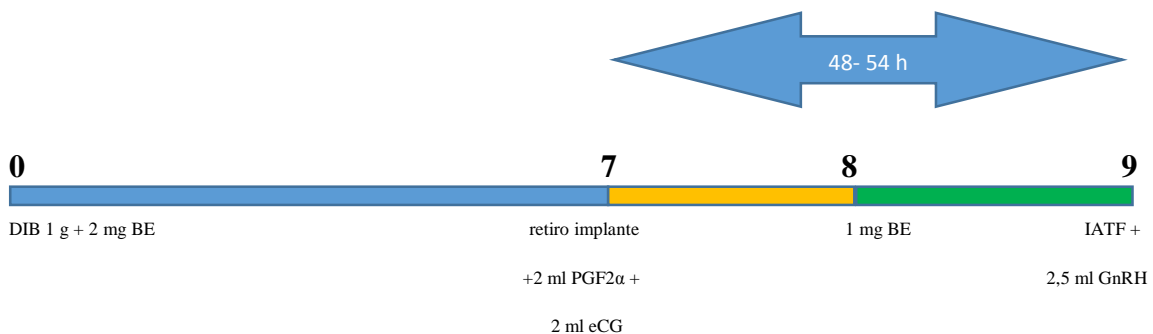 48- 54 h
0 7 8 9
DIB 1 g + 2 mg BE retiro implante 1 mg BE IATF +
+2 ml PGF2α + 2,5 ml GnRH
2 ml eCG